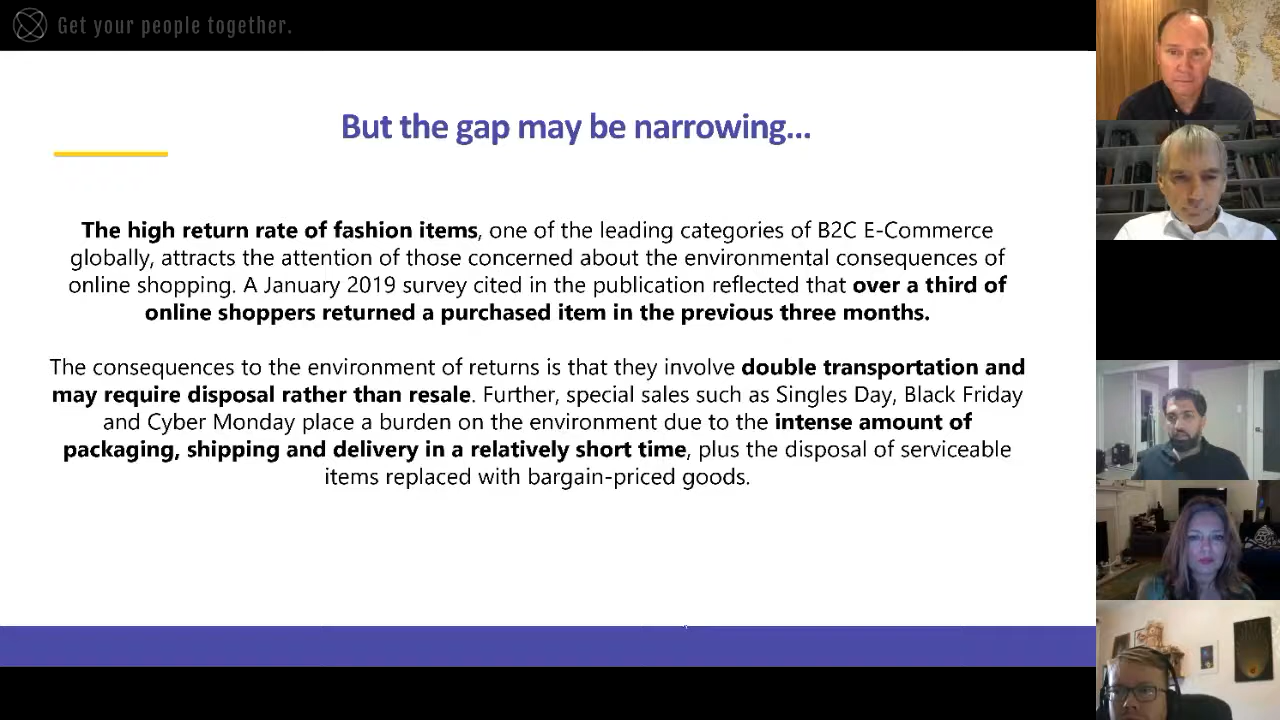 Get your people together.
But the gap may be narrowing...
The high return rate of fashion items, one of the leading categories of B2C E-Commerce
globally, attracts the attention of those concerned about the environmental consequences of
online shopping. A January 2019 survey cited in the publication reflected that over a third of
online shoppers returned a purchased item in the previous three months.
The consequences to the environment of returns is that they involve double transportation and
may require disposal rather than resale. Further, special sales such as Singles Day, Black Friday
and Cyber Monday place a burden on the environment due to the intense amount of
packaging, shipping and delivery in a relatively short time, plus the disposal of serviceable
items replaced with bargain-priced goods.